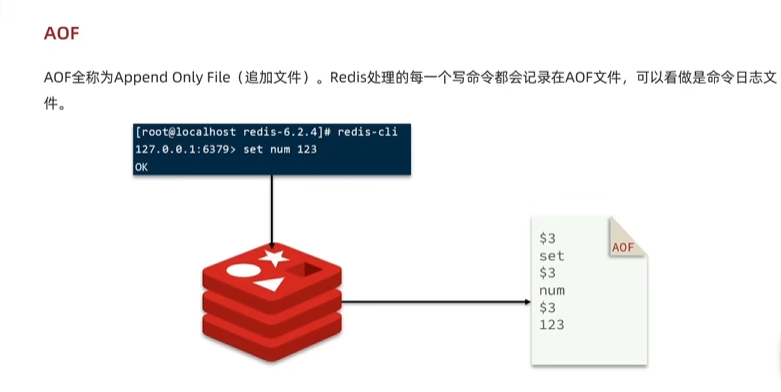 AOF
AOF全称为Append Only File（追加文件）。Redis处理的每一个写命令都会记录在AOF文件，可以看做是命令日志文
件。
[root@localhost redis-6.2.4]# redis-cli
127.0.0.1:6379> set num 123
OK
$3
set
$3
num
$3
123
AOF